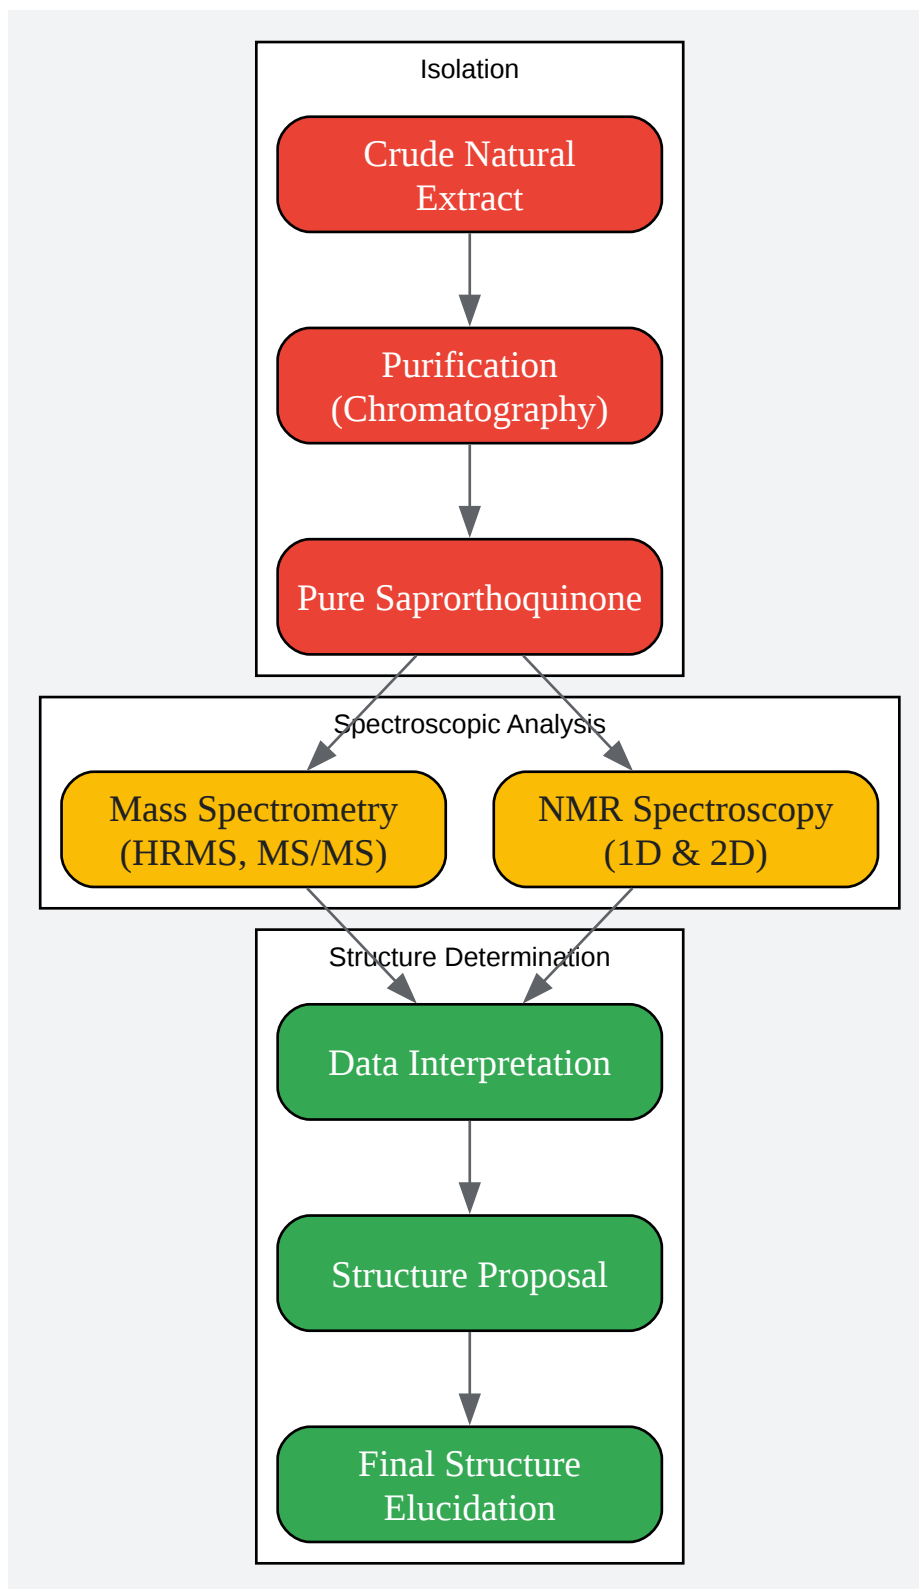 Isolation
Crude Natural
Extract
Purification
(Chromatography)
Pure Saprorthoquinone
Spectroscopic Analysis
Mass Spectrometry
(HRMS, MS/MS)
NMR Spectroscopy
(1D & 2D)
Structure Determination
Data Interpretation
Structure Proposal
Final Structure
Elucidation